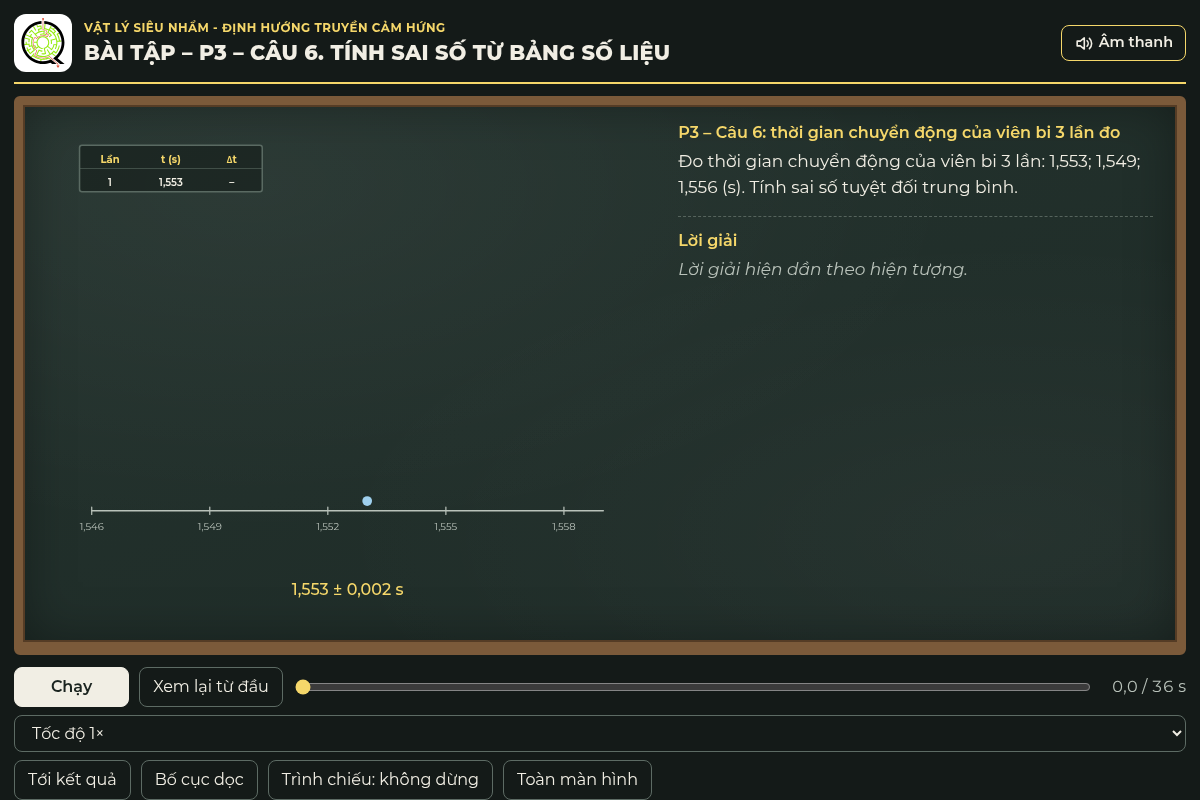 VẬT LÝ SIÊU NHẨM - ĐỊNH HƯỚNG TRUYỀN CẢM HỨNG
BÀI TẬP – P3 – CÂU 6. TÍNH SAI SỐ TỪ BẢNG SỐ LIỆU
Âm thanh
Lần t (s) Δt
1 1,553 –
1,546 1,549 1,552 1,555 1,558
1,553 ± 0,002 s
P3 – Câu 6: thời gian chuyển động của viên bi 3 lần đo
Đo thời gian chuyển động của viên bi 3 lần: 1,553; 1,549;
1,556 (s). Tính sai số tuyệt đối trung bình.
Lời giải
Lời giải hiện dần theo hiện tượng.
Chạy Xem lại từ đầu 0,0 / 36 s
Tốc độ 1×
Tới kết quả Bố cục dọc Trình chiếu: không dừng Toàn màn hình